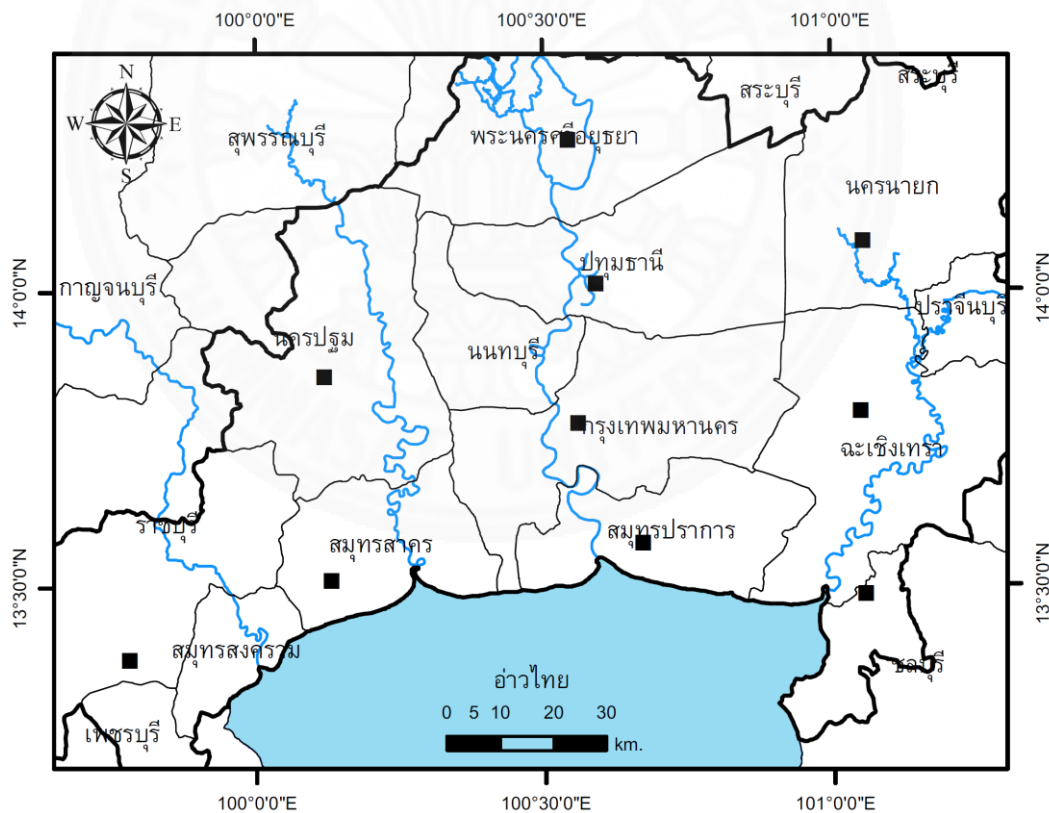 100°0'0"E 100°30'0"E 101°0'0"E
สระบุรี
สระบุรี
N
W E
S
สุพรรณบุรี
พระนครศรีอยุธยา
นครนายก
ปทุมธานี
กาญจนบุรี
14°0'0"N
14°0'0"N
ปราจีนบุรี
นครปฐม
นนทบุรี
กรุงเทพมหานคร
ฉะเชิงเทรา
ราชบุรี
สมุทรปราการ
สมุทรสาคร
13°30'0"N
13°30'0"N
สมุทรสงคราม
ชลบุรี
อ่าวไทย
0 5 10 20 30
km.
เพชรบุรี
100°0'0"E 100°30'0"E 101°0'0"E